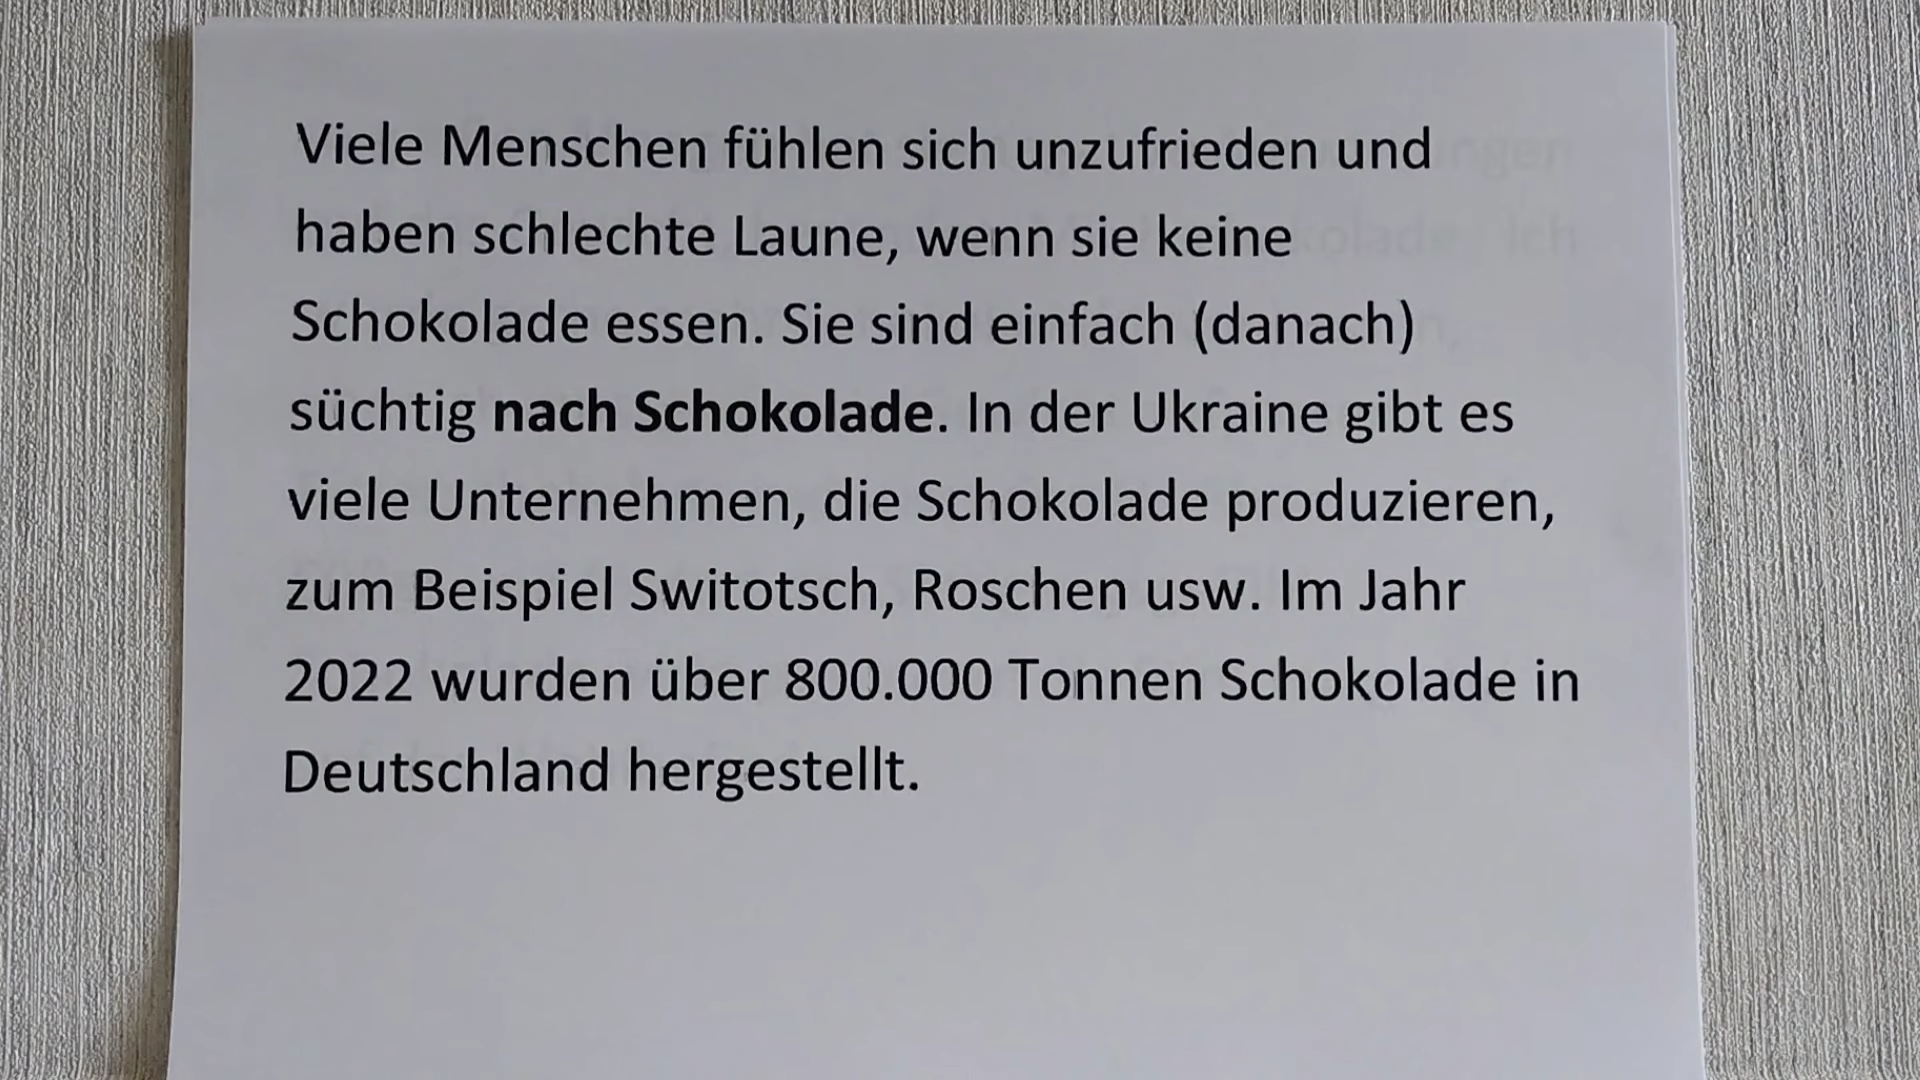 Viele Menschen fühlen sich unzufrieden und
haben schlechte Laune, wenn sie keine
Schokolade essen. Sie sind einfach (danach)
süchtig nach Schokolade. In der Ukraine gibt es
viele Unternehmen, die Schokolade produzieren,
zum Beispiel Switotsch, Roschen usw. Im Jahr
2022 wurden über 800.000 Tonnen Schokolade in
Deutschland hergestellt.